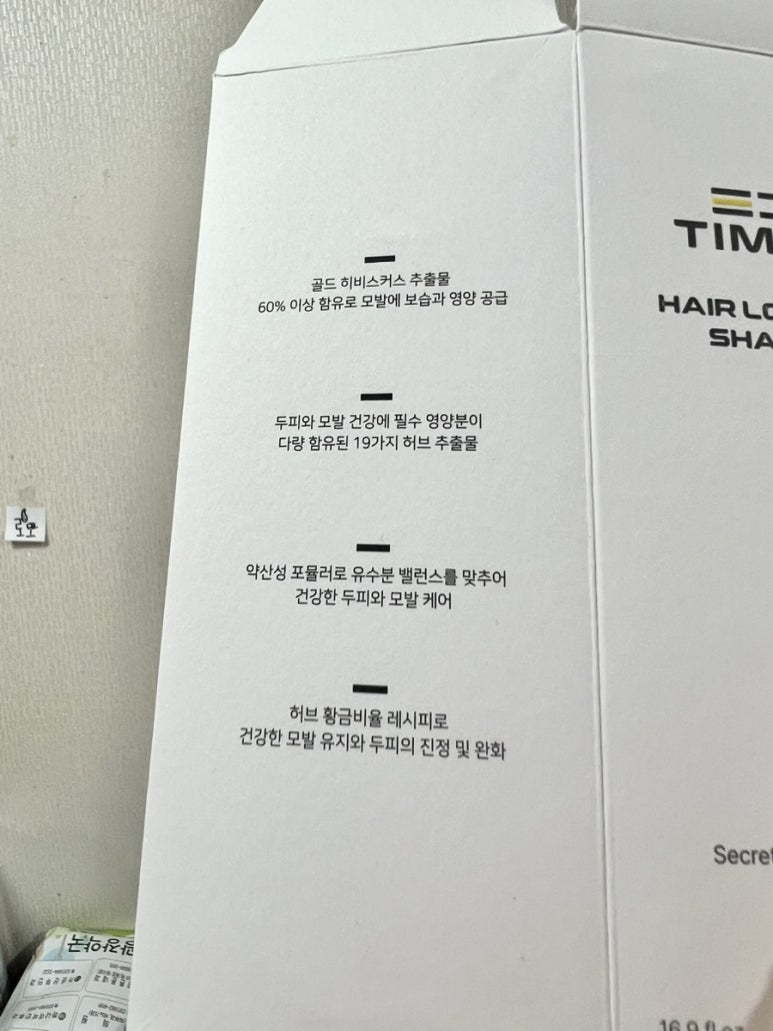 골드 히비스커스 추출물
60% 이상 함유로 모발에 보습과 영양 공급
두피와 모발 건강에 필수 영양분이
다량 함유된 19가지 허브 추출물
약산성 포뮬러로 유수분 밸런스를 맞추어
건강한 두피와 모발 케어
허브 황금비율 레시피로
건강한 모발 유지와 두피의 진정 및 완화
TIM
HAIR LO
SHA
Secret
16.9 fl oz